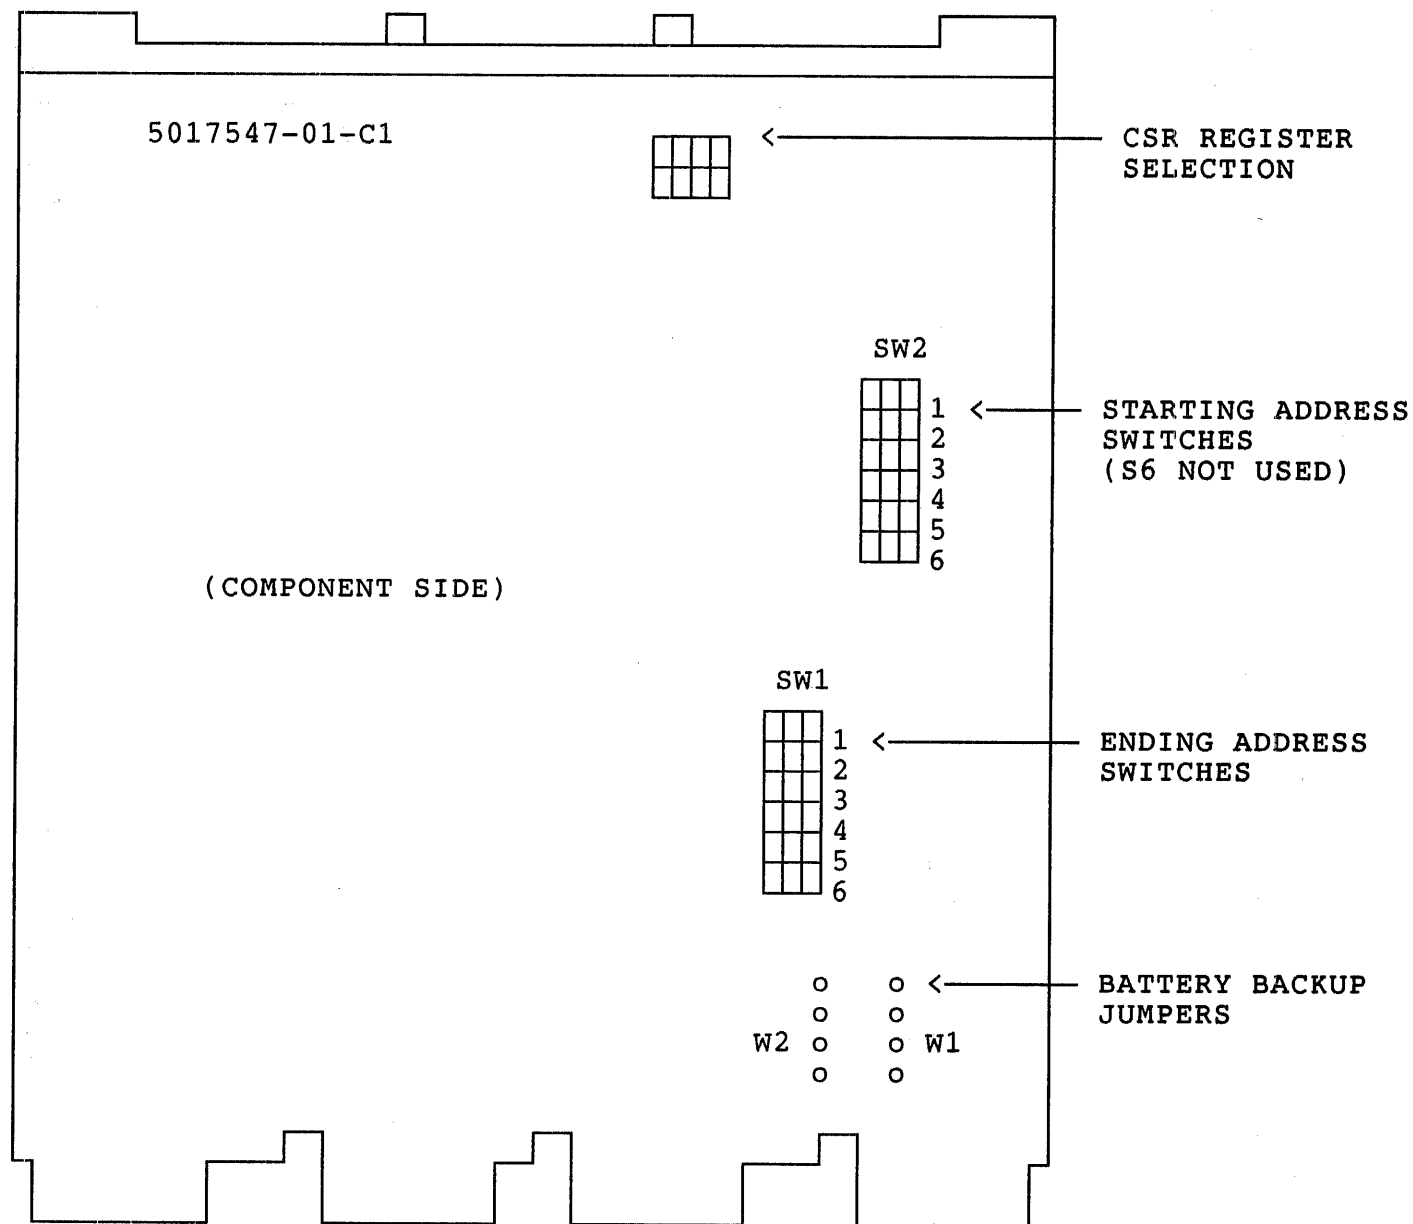 5017547-01-C1
CSR REGISTER
SELECTION
SW2
1
2
3
4
5
6
STARTING ADDRESS
SWITCHES
(S6 NOT USED)
(COMPONENT SIDE)
SW1
1
2
3
4
5
6
ENDING ADDRESS
SWITCHES
BATTERY BACKUP
JUMPERS
W2
W1